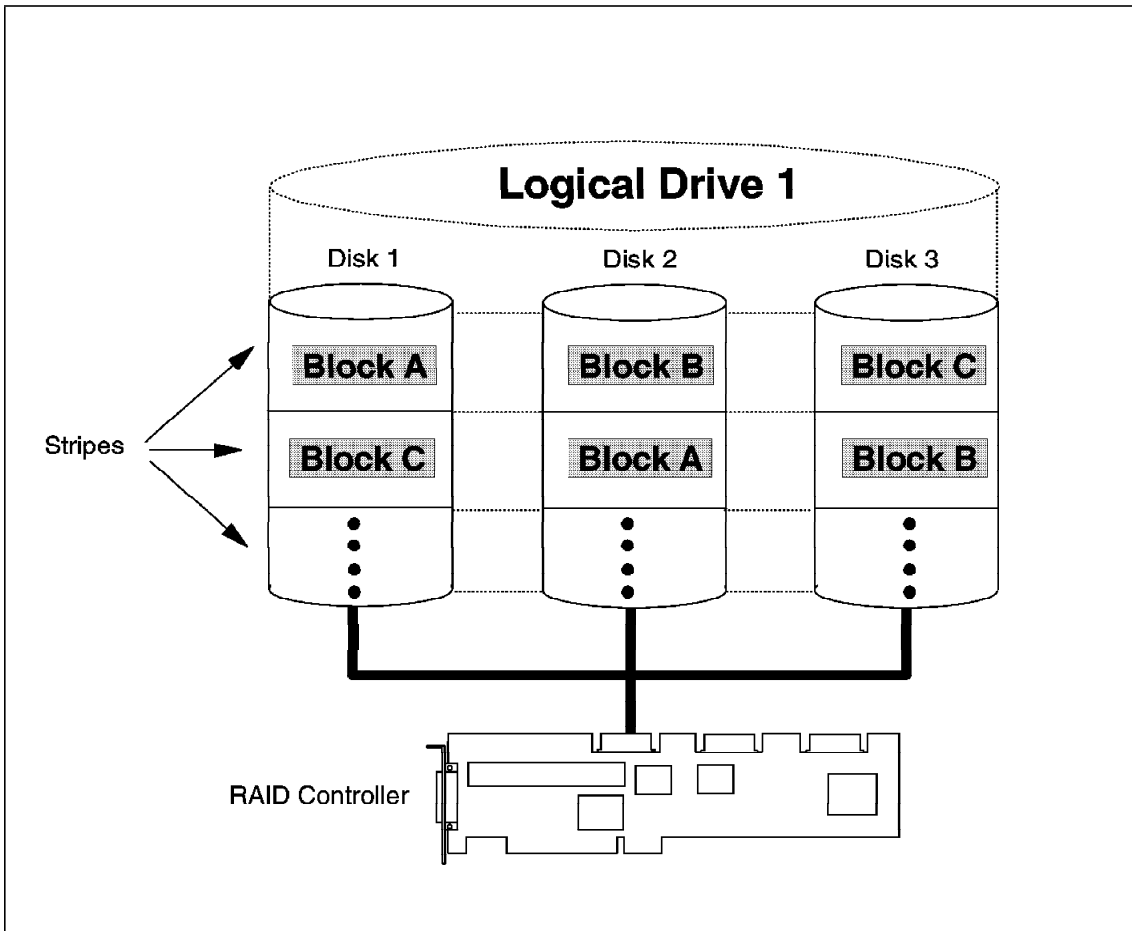 Logical Drive 1
Disk 1 Disk 2 Disk 3
Block A Block B Block C
Stripes
Block C Block A Block B
RAID Controller